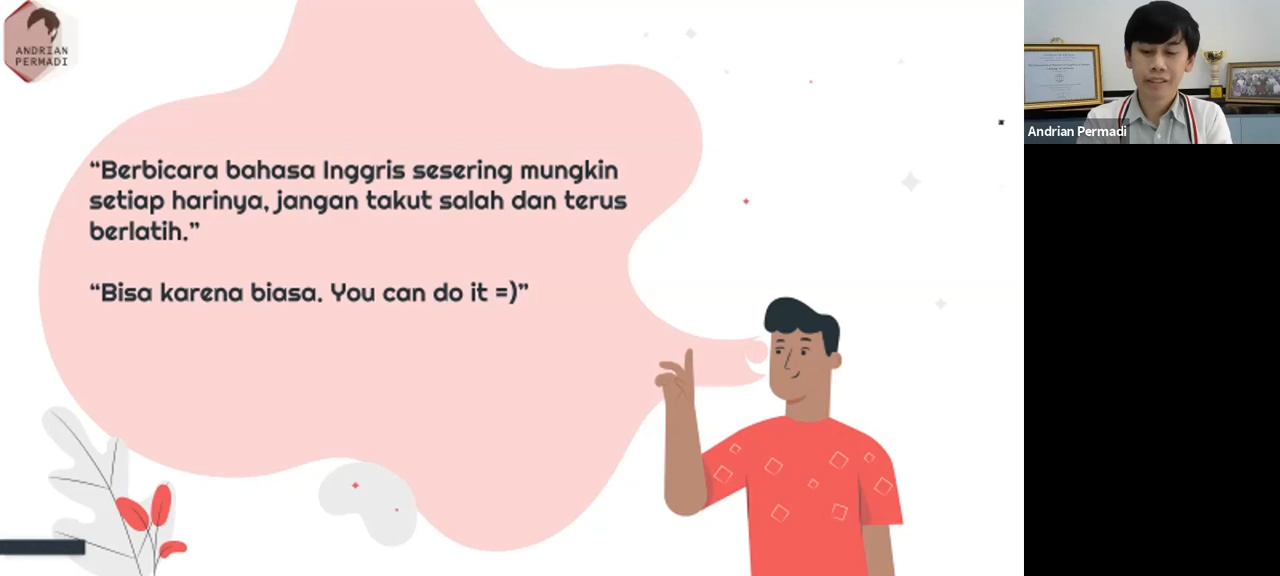 ANDRIAN
PERMADI
“Berbicara bahasa Inggris sesering mungkin
setiap harinya, jangan takut salah dan terus
berlatih.”
“Bisa karena biasa. You can do it =)”
Andrian Permadi